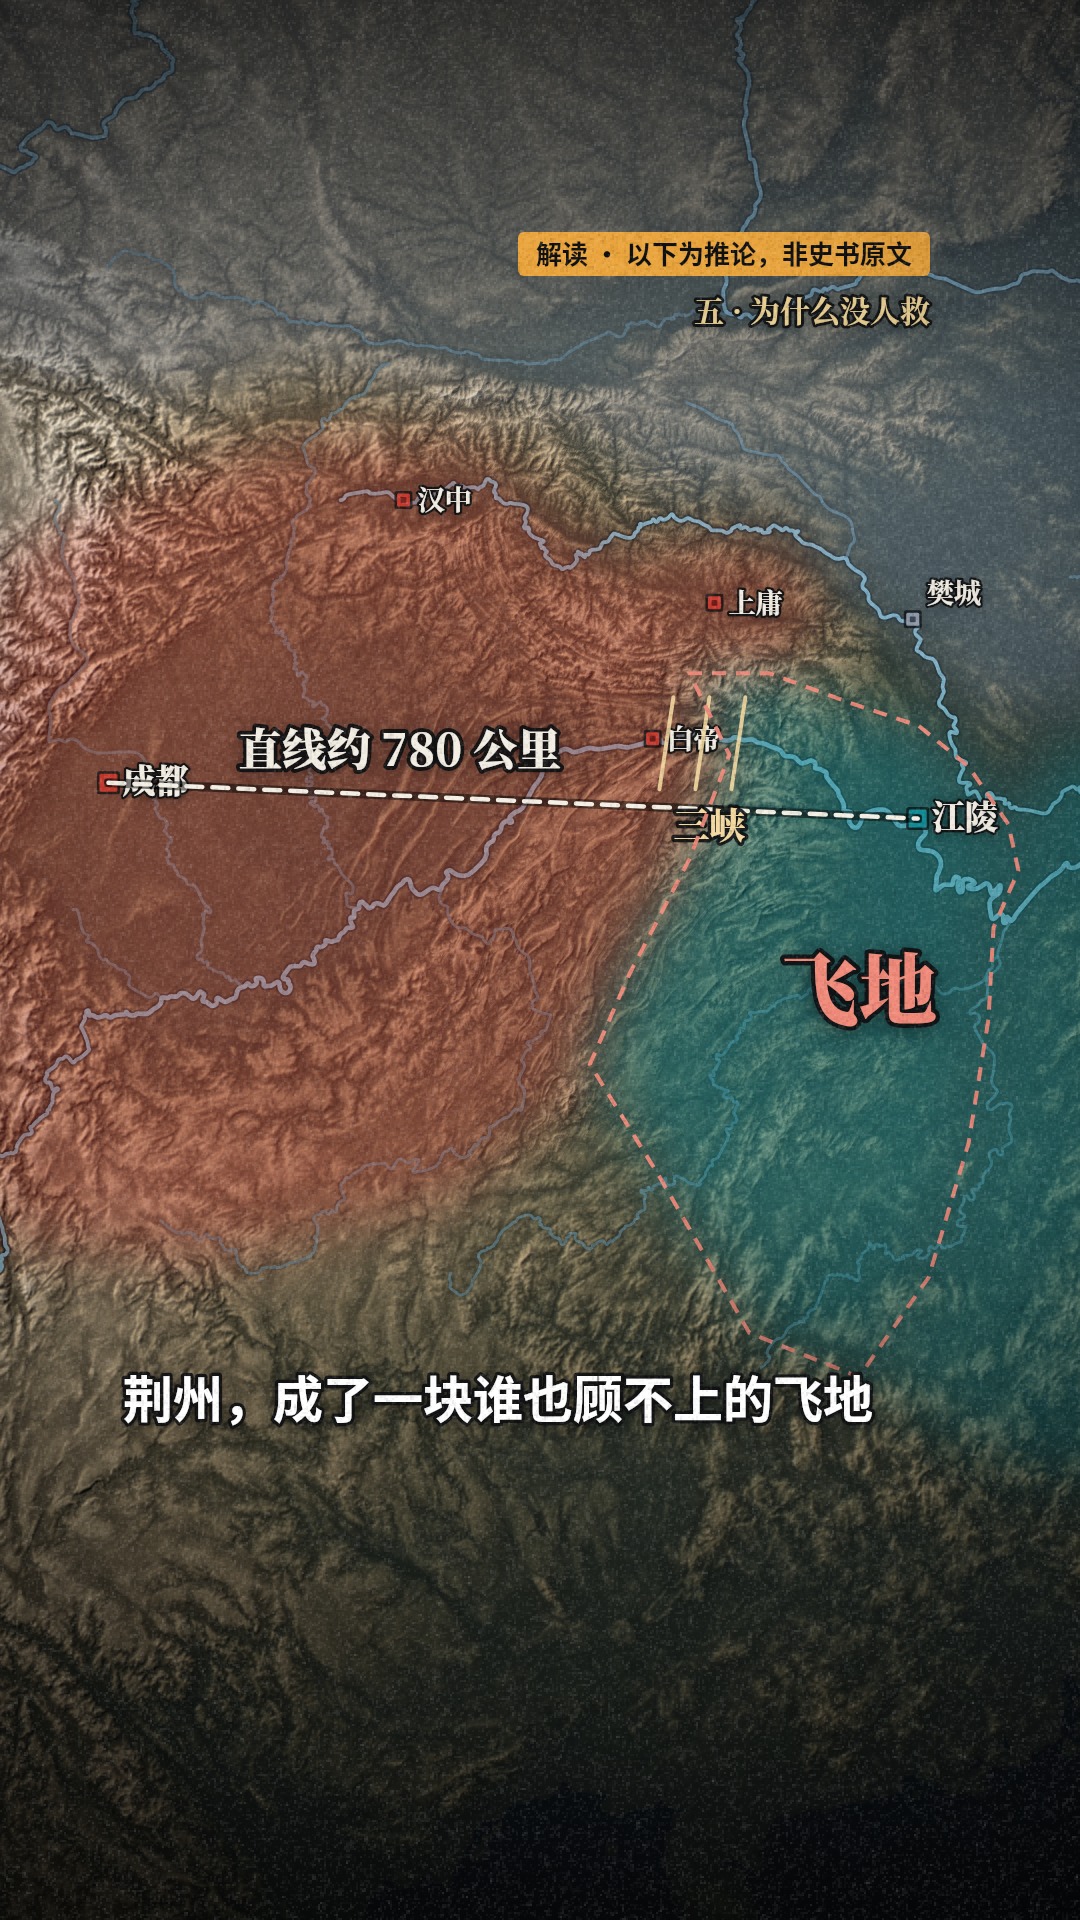 解读 · 以下为推论，非史书原文
五 · 为什么没人救
汉中
上庸
樊城
直线约 780 公里
白帝
成都
三峡
江陵
飞地
荆州，成了一块谁也顾不上的飞地